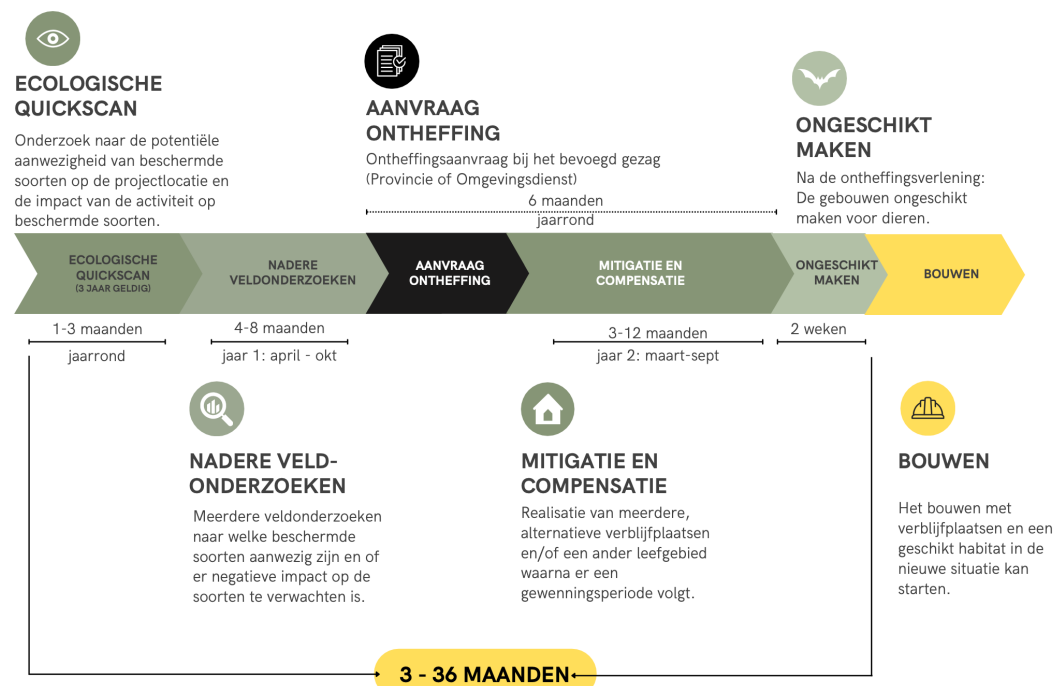 ECOLOGISCHE
QUICKSCAN
Onderzoek naar de potentiële
aanwezigheid van beschermde
soorten op de projectlocatie en
de impact van de activiteit op
beschermde soorten.
AANVRAAG
ONTHEFFING
Ontheffingsaanvraag bij het bevoegd gezag
(Provincie of Omgevingsdienst)
6 maanden
jaarrond
ONGESCHIKT
MAKEN
Na de ontheffingsverlening:
De gebouwen ongeschikt
maken voor dieren.
ECOLOGISCHE
QUICKSCAN
(3 JAAR GELDIG)
NADERE
VELDONDERZOEKEN
AANVRAAG
ONTHEFFING
MITIGATIE EN
COMPENSATIE
ONGESCHIKT
MAKEN
BOUWEN
1-3 maanden
jaarrond
4-8 maanden
jaar 1: april - okt
3-12 maanden
jaar 2: maart-sept
2 weken
NADERE VELD-
ONDERZOEKEN
Meerdere veldonderzoeken
naar welke beschermde
soorten aanwezig zijn en of
er negatieve impact op de
soorten te verwachten is.
MITIGATIE EN
COMPENSATIE
Realisatie van meerdere,
alternatieve verblijfplaatsen
en/of een ander leefgebied
waarna er een
gewenningsperiode volgt.
BOUWEN
Het bouwen met
verblijfplaatsen en een
geschikt habitat in de
nieuwe situatie kan
starten.
3 - 36 MAANDEN